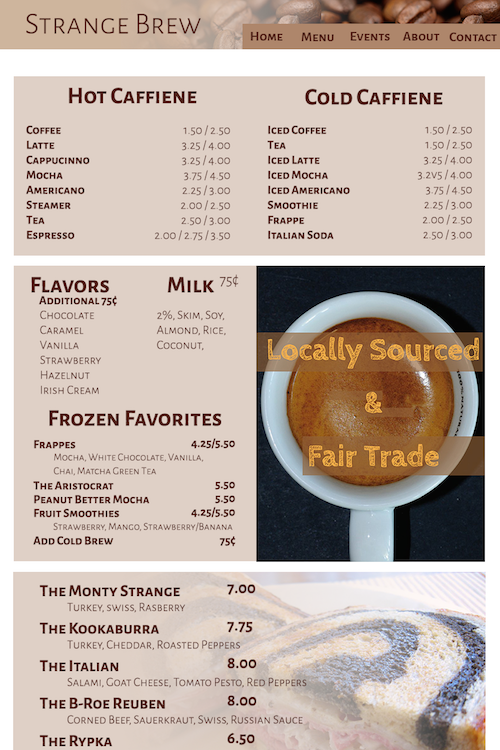 Strange Brew
Home Menu Events About Contact
Hot Caffiene
Coffee 1.50 / 2.50
Latte 3.25 / 4.00
Cappucinno 3.25 / 4.00
Mocha 3.75 / 4.50
Americano 2.25 / 3.00
Steamer 2.00 / 2.50
Tea 2.50 / 3.00
Espresso 2.00 / 2.75 / 3.50
Cold Caffiene
Iced Coffee 1.50 / 2.50
Tea 1.50 / 2.50
Iced Latte 3.25 / 4.00
Iced Mocha 3.2v5 / 4.00
Iced Americano 3.75 / 4.50
Smoothie 2.25 / 3.00
Frappe 2.00 / 2.50
Italian Soda 2.50 / 3.00
Flavors
Additional 75¢
Chocolate
Caramel
Vanilla
Strawberry
Hazelnut
Irish Cream
Milk 75¢
2%, Skim, Soy,
Almond, Rice,
Coconut,
Frozen Favorites
Frappes 4.25/5.50
Mocha, White Chocolate, Vanilla,
Chai, Matcha Green Tea
The Aristocrat 5.50
Peanut Better Mocha 5.50
Fruit Smoothies 4.25/5.50
Strawberry, Mango, Strawberry/Banana
Add Cold Brew 75¢
Locally Sourced
&
Fair Trade
The Monty Strange 7.00
Turkey, swiss, Rasberry
The Kookaburra 7.75
Turkey, Cheddar, Roasted Peppers
The Italian 8.00
Salami, Goat Cheese, Tomato Pesto, Red Peppers
The B-Roe Reuben 8.00
Corned Beef, Sauerkraut, Swiss, Russian Sauce
The Rypka 6.50